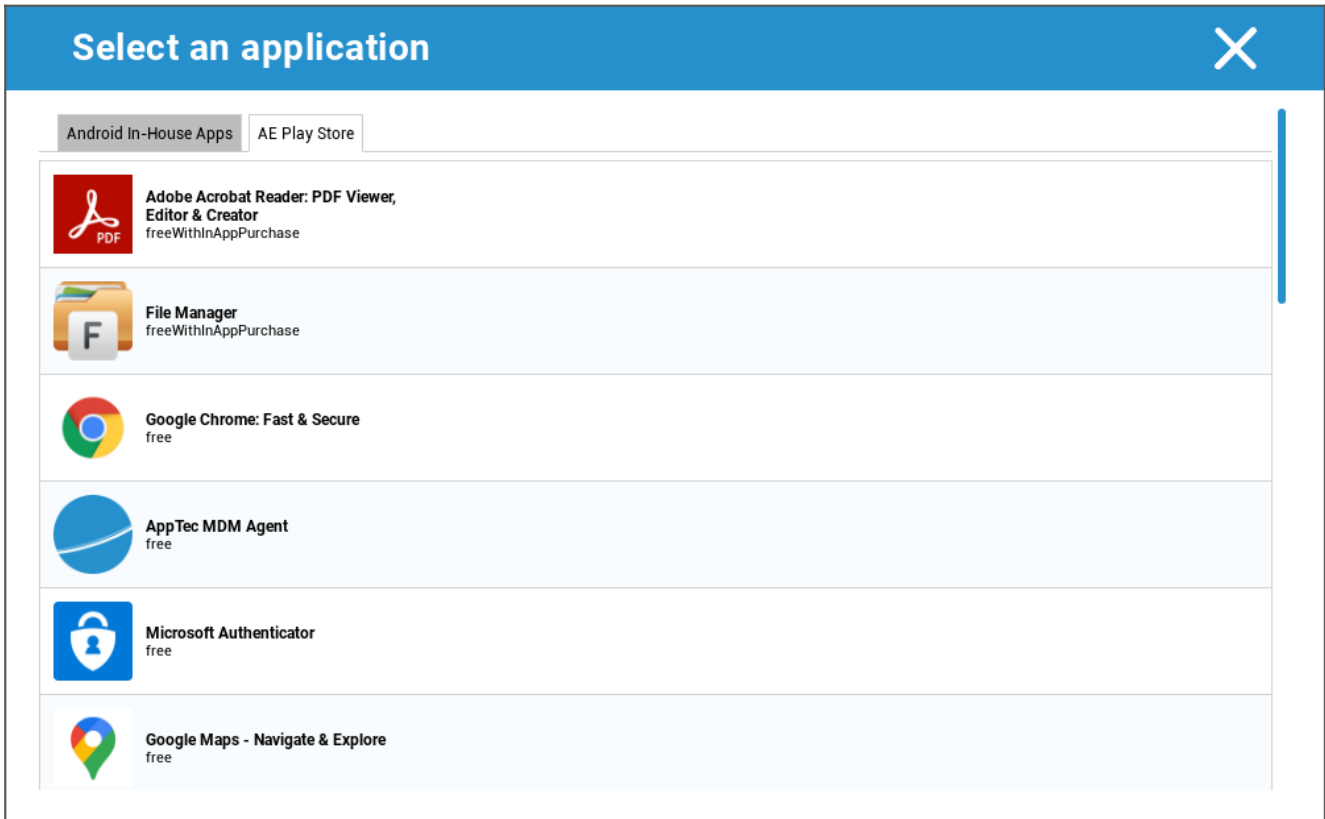 Select an application
Android In-House Apps
AE Play Store
PDF
Adobe Acrobat Reader: PDF Viewer,
Editor & Creator
freeWithInAppPurchase
F
File Manager
freeWithInAppPurchase
Google Chrome: Fast & Secure
free
AppTec MDM Agent
free
Microsoft Authenticator
free
Google Maps - Navigate & Explore
free